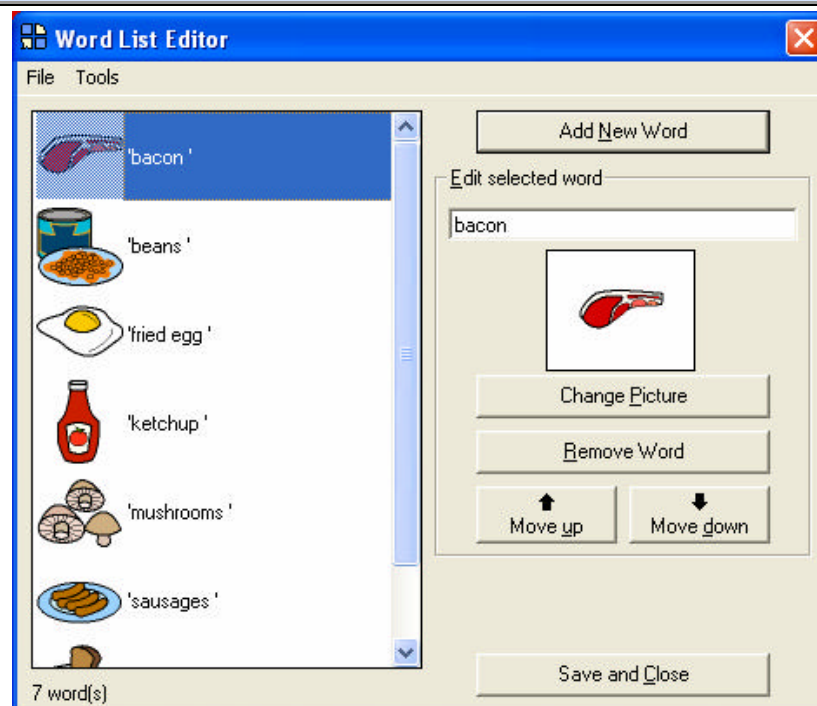 Word List Editor
File Tools
'bacon '
'beans '
'fried egg '
'ketchup '
'mushrooms '
'sausages '
7 word(s)
Add New Word
Edit selected word
bacon
Change Picture
Remove Word
Move up Move down
Save and Close